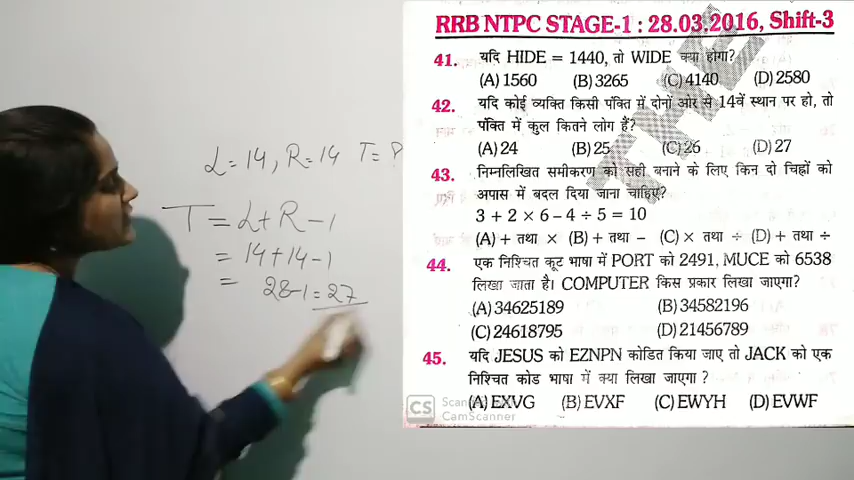 L=14, R=14 T=?
T=L+R-1
=14+14-1
= 28-1=27
RRB NTPC STAGE-1 : 28.03.2016, Shift-3
41. यदि HIDE = 1440, तो WIDE क्या होगा?
(A) 1560 (B) 3265 (C) 4140 (D) 2580
42. यदि कोई व्यक्ति किसी पंक्ति में दोनों ओर से 14वें स्थान पर हो, तो
पंक्ति में कुल कितने लोग हैं?
(A) 24 (B) 25 (C) 26 (D) 27
43. निम्नलिखित समीकरण को सही बनाने के लिए किन दो चिह्नों को
अपास में बदल दिया जाना चाहिए?
3 + 2 × 6 – 4 ÷ 5 = 10
(A) + तथा × (B) + तथा – (C) × तथा ÷ (D) + तथा ÷
44. एक निश्चित कूट भाषा में PORT को 2491, MUCE को 6538
लिखा जाता है। COMPUTER किस प्रकार लिखा जाएगा?
(A) 34625189 (B) 34582196
(C) 24618795 (D) 21456789
45. यदि JESUS को EZNPN कोडित किया जाए तो JACK को एक
निश्चित कोड भाषा में क्या लिखा जाएगा ?
(A) EXVG (B) EVXF (C) EWYH (D) EVWF
CS
Scanned with
CamScanner
THE